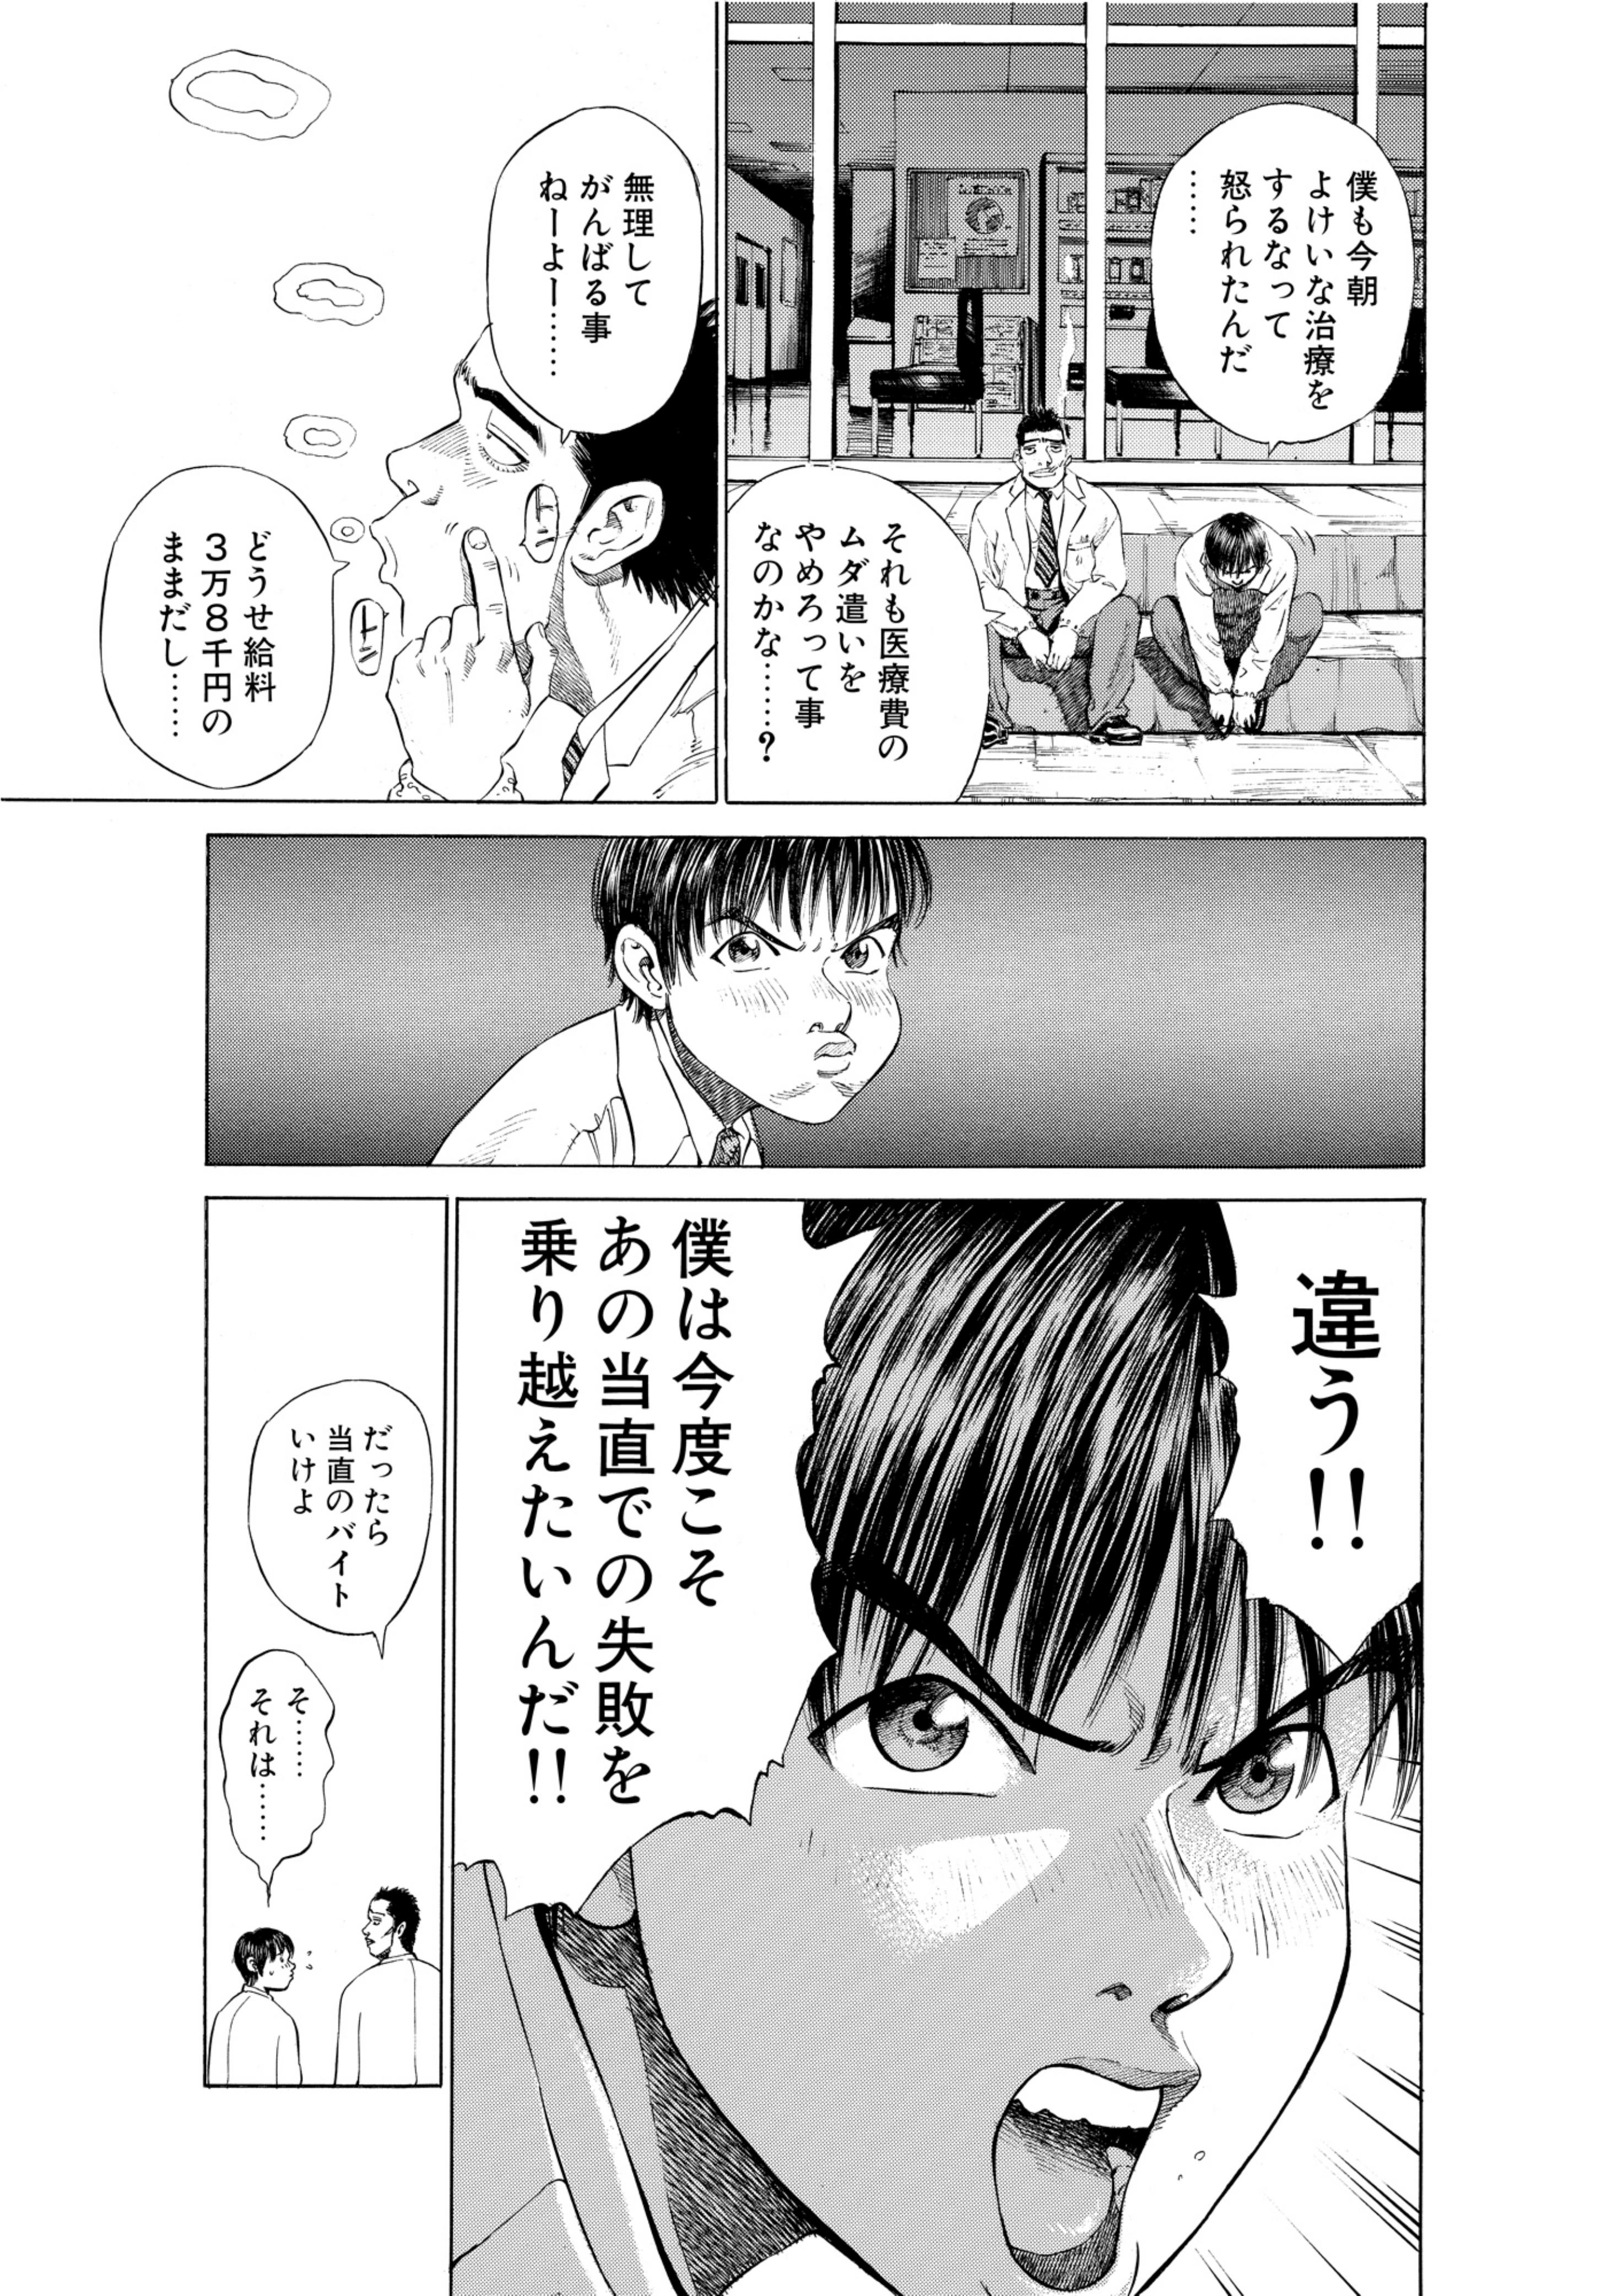 僕も今朝
よけいな治療を
するなって
怒られたんだ
……
それも医療費の
ムダ遣いを
やめろって事
なのかな……?
無理して
がんばる事
ねーよー………
トン
トン
どうせ給料
3万8千円の
ままだし……
違う!!
僕は今度こそ
あの当直での失敗を
乗り越えたいんだ!!
だったら
当直のバイト
いけよ
そ……
それは……